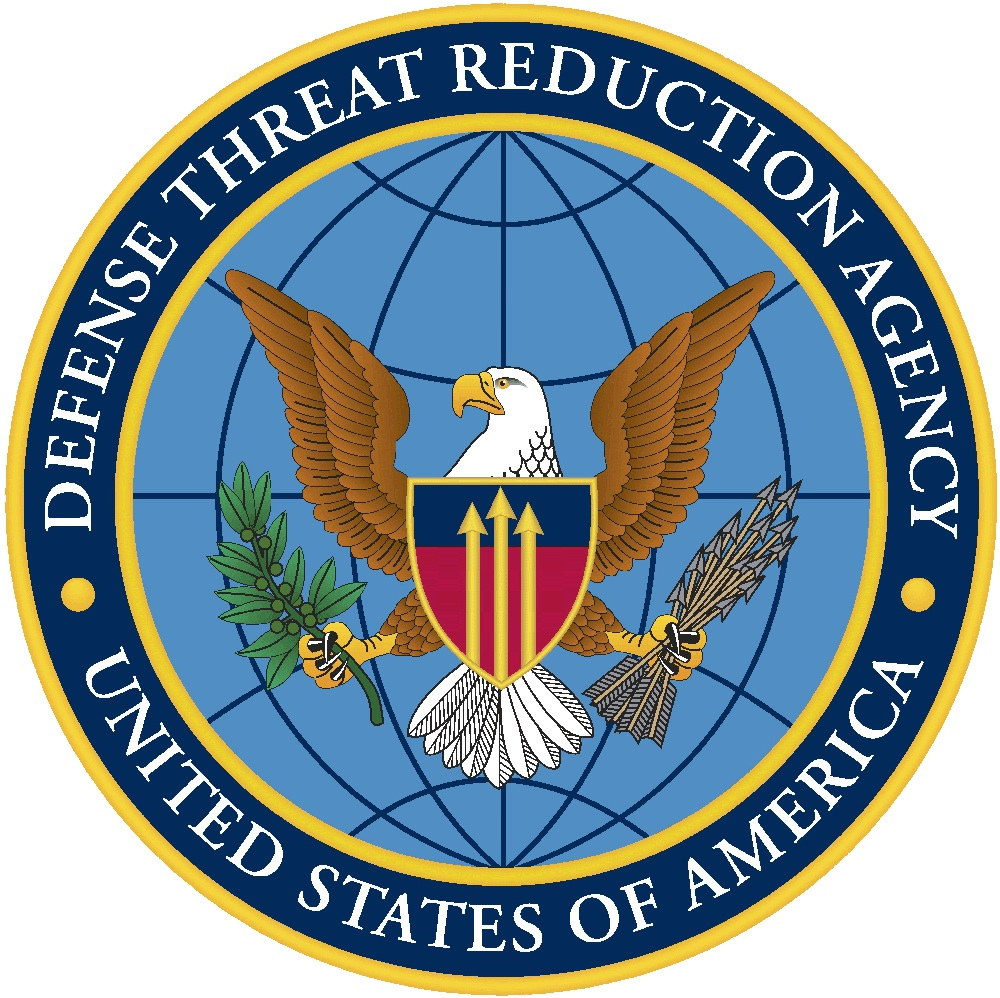 DEFENSE THREAT REDUCTION AGENCY
UNITED STATES OF AMERICA